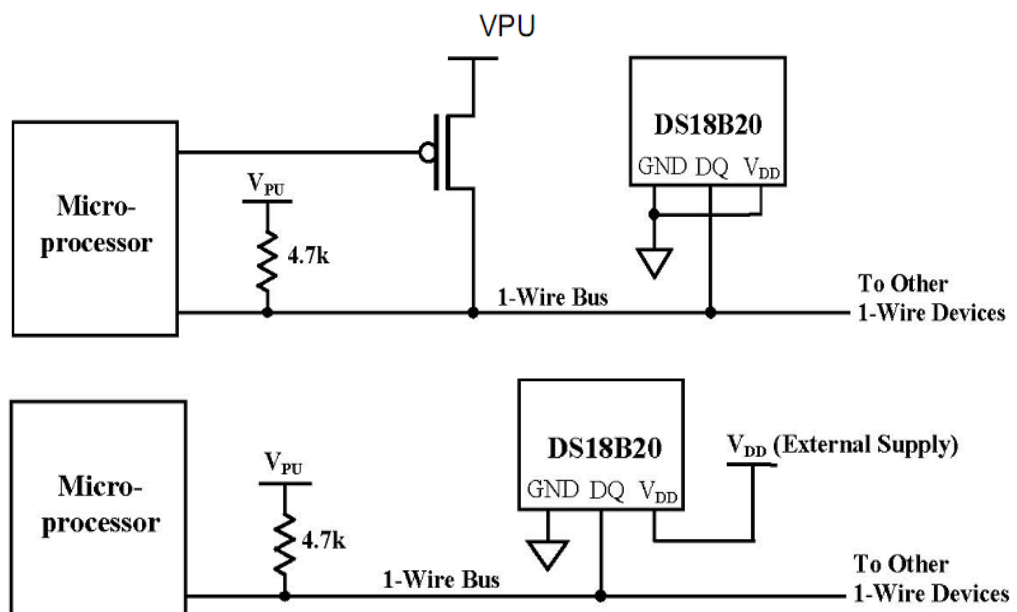 VPU
DS18B20
GND DQ VDD
Micro-
processor
VPU
4.7k
1-Wire Bus
To Other
1-Wire Devices
DS18B20
GND DQ VDD
VDD (External Supply)
Micro-
processor
VPU
4.7k
1-Wire Bus
To Other
1-Wire Devices